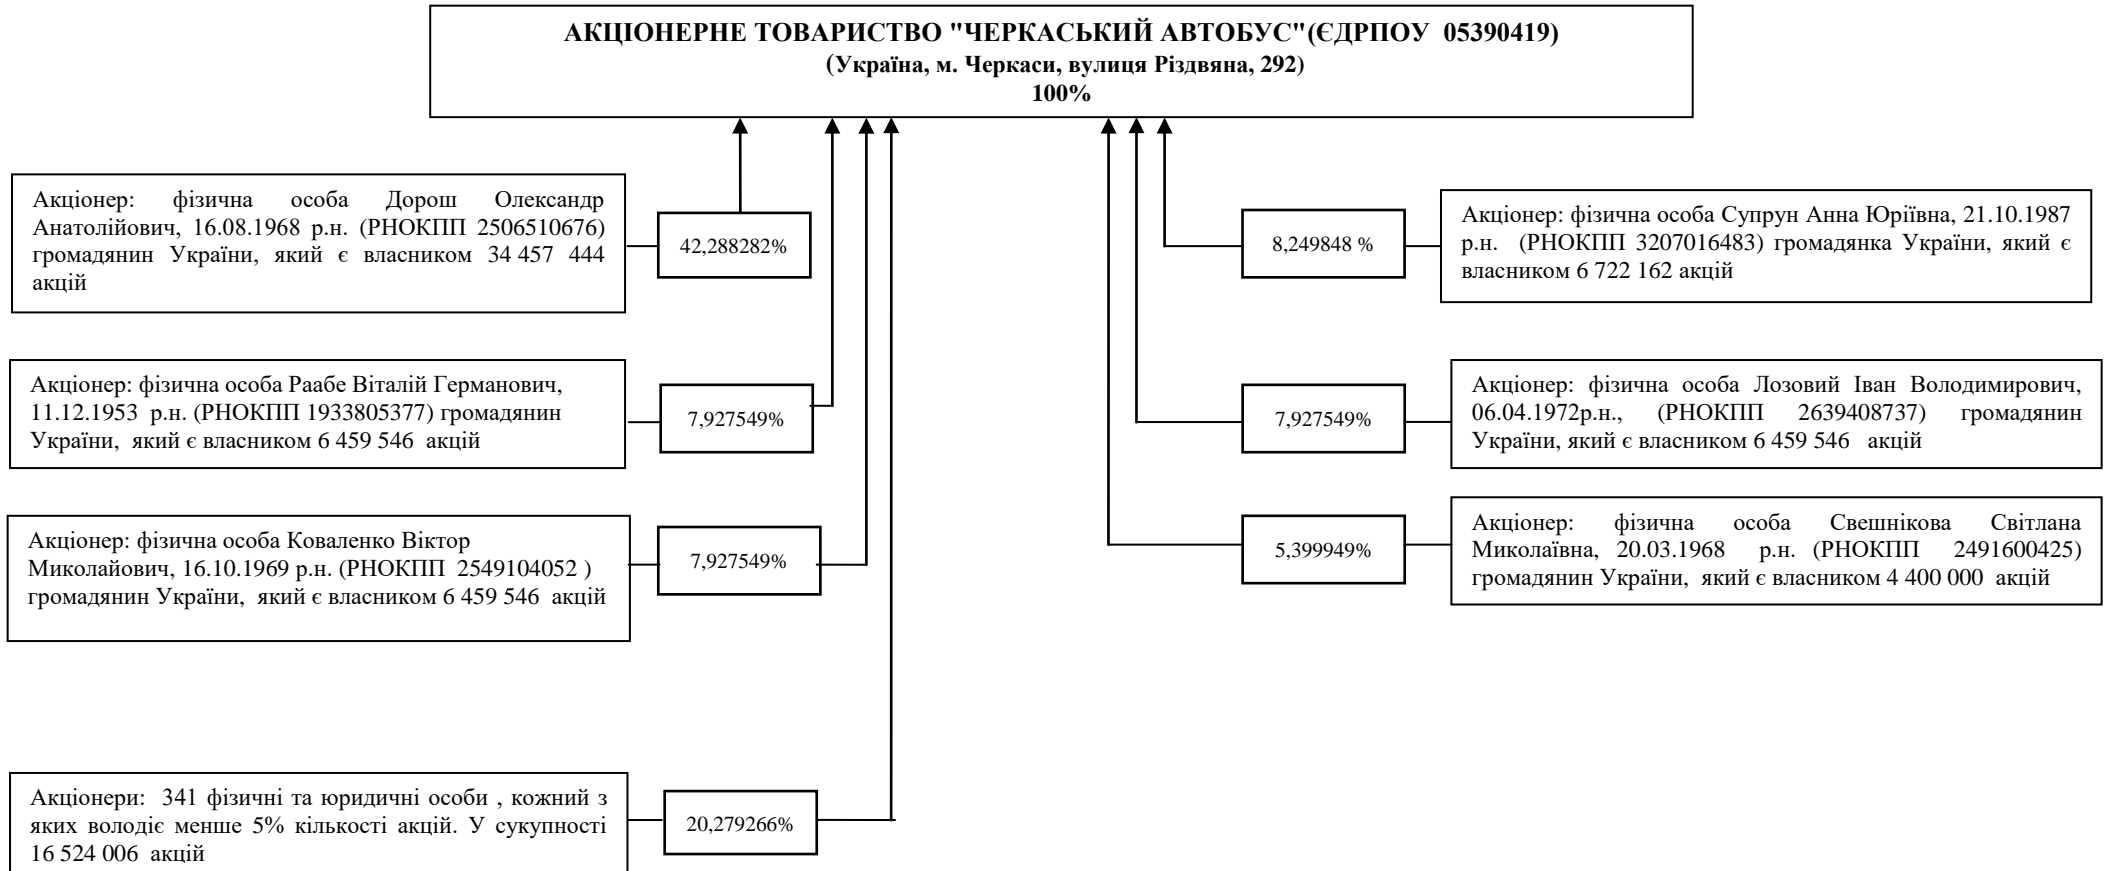 АКЦІОНЕРНЕ ТОВАРИСТВО "ЧЕРКАСЬКИЙ АВТОБУС"(ЄДРПОУ 05390419)
(Україна, м. Черкаси, вулиця Різдвяна, 292)
100%
Акціонер: фізична особа Дорош Олександр
Анатолійович, 16.08.1968 р.н. (РНОКПП 2506510676)
громадянин України, який є власником 34 457 444
акцій
42,288282%
8,249848 %
Акціонер: фізична особа Супрун Анна Юріївна, 21.10.1987
р.н. (РНОКПП 3207016483) громадянка України, який є
власником 6 722 162 акцій
Акціонер: фізична особа Раабе Віталій Германович,
11.12.1953 р.н. (РНОКПП 1933805377) громадянин
України, який є власником 6 459 546 акцій
7,927549%
7,927549%
Акціонер: фізична особа Лозовий Іван Володимирович,
06.04.1972р.н., (РНОКПП 2639408737) громадянин
України, який є власником 6 459 546 акцій
Акціонер: фізична особа Коваленко Віктор
Миколайович, 16.10.1969 р.н. (РНОКПП 2549104052 )
громадянин України, який є власником 6 459 546 акцій
7,927549%
5,399949%
Акціонер: фізична особа Свешнікова Світлана
Миколаївна, 20.03.1968 р.н. (РНОКПП 2491600425)
громадянин України, який є власником 4 400 000 акцій
Акціонери: 341 фізичні та юридичні особи , кожний з
яких володіє менше 5% кількості акцій. У сукупності
16 524 006 акцій
20,279266%